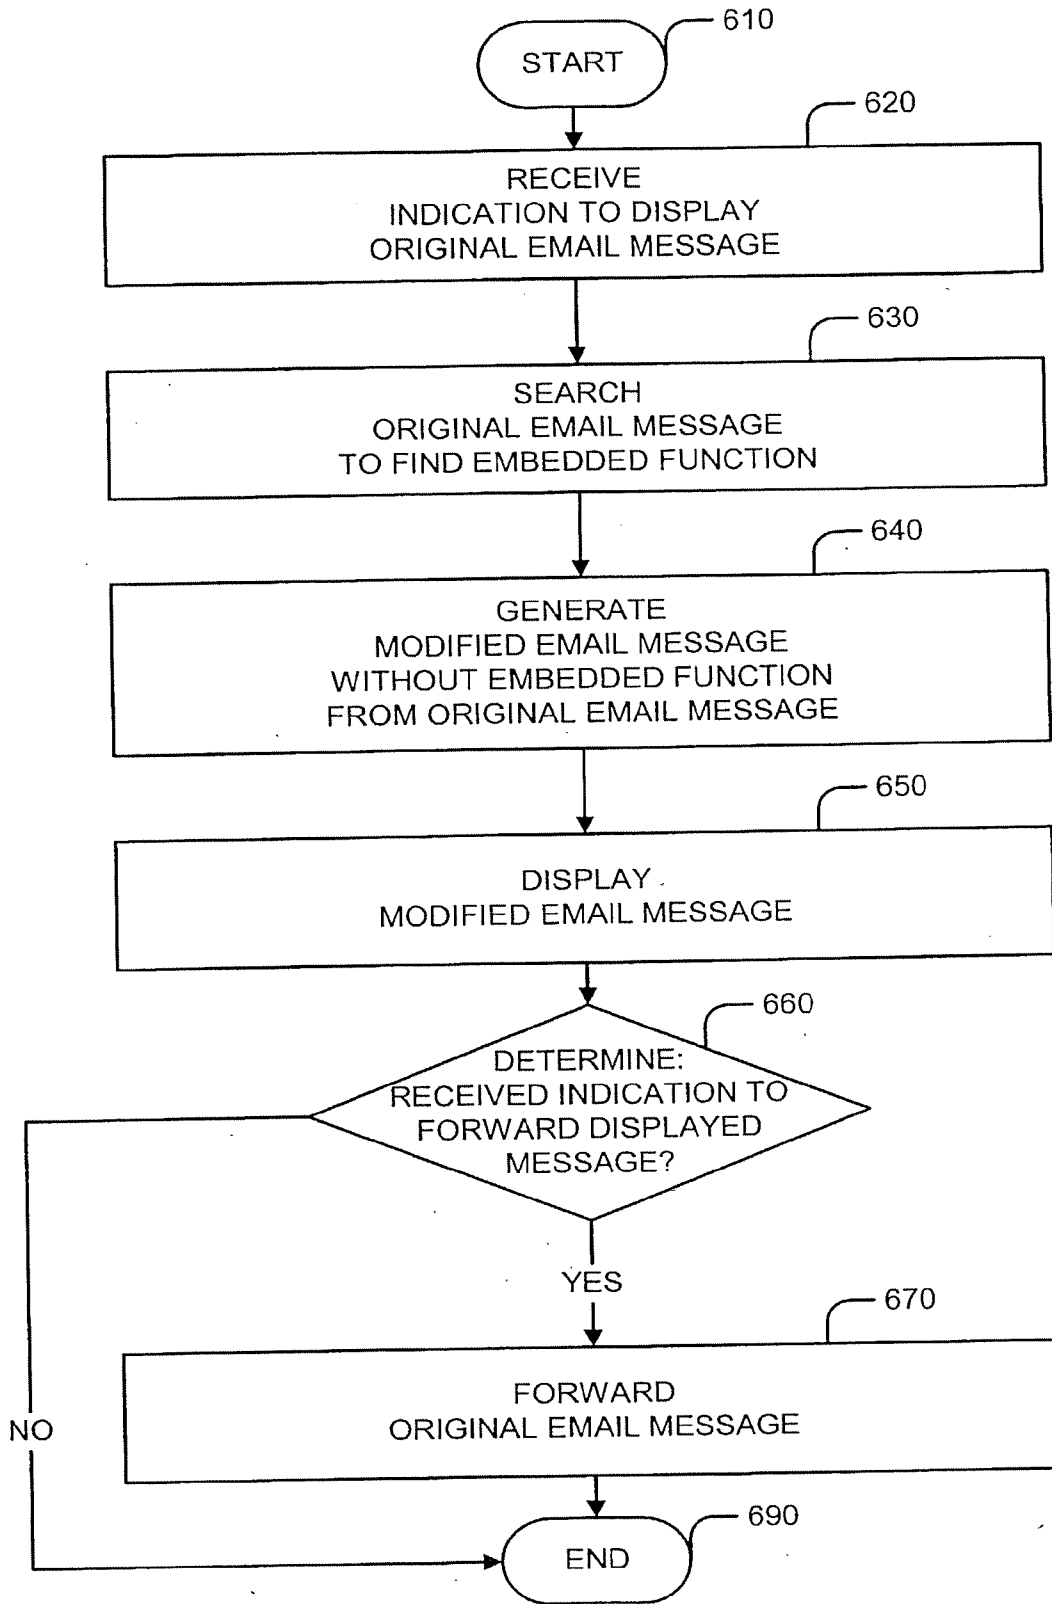 610
START
620
RECEIVE
INDICATION TO DISPLAY
ORIGINAL EMAIL MESSAGE
630
SEARCH
ORIGINAL EMAIL MESSAGE
TO FIND EMBEDDED FUNCTION
640
GENERATE
MODIFIED EMAIL MESSAGE
WITHOUT EMBEDDED FUNCTION
FROM ORIGINAL EMAIL MESSAGE
650
DISPLAY
MODIFIED EMAIL MESSAGE
660
DETERMINE:
RECEIVED INDICATION TO
FORWARD DISPLAYED
MESSAGE?
YES
670
FORWARD
ORIGINAL EMAIL MESSAGE
NO
690
END